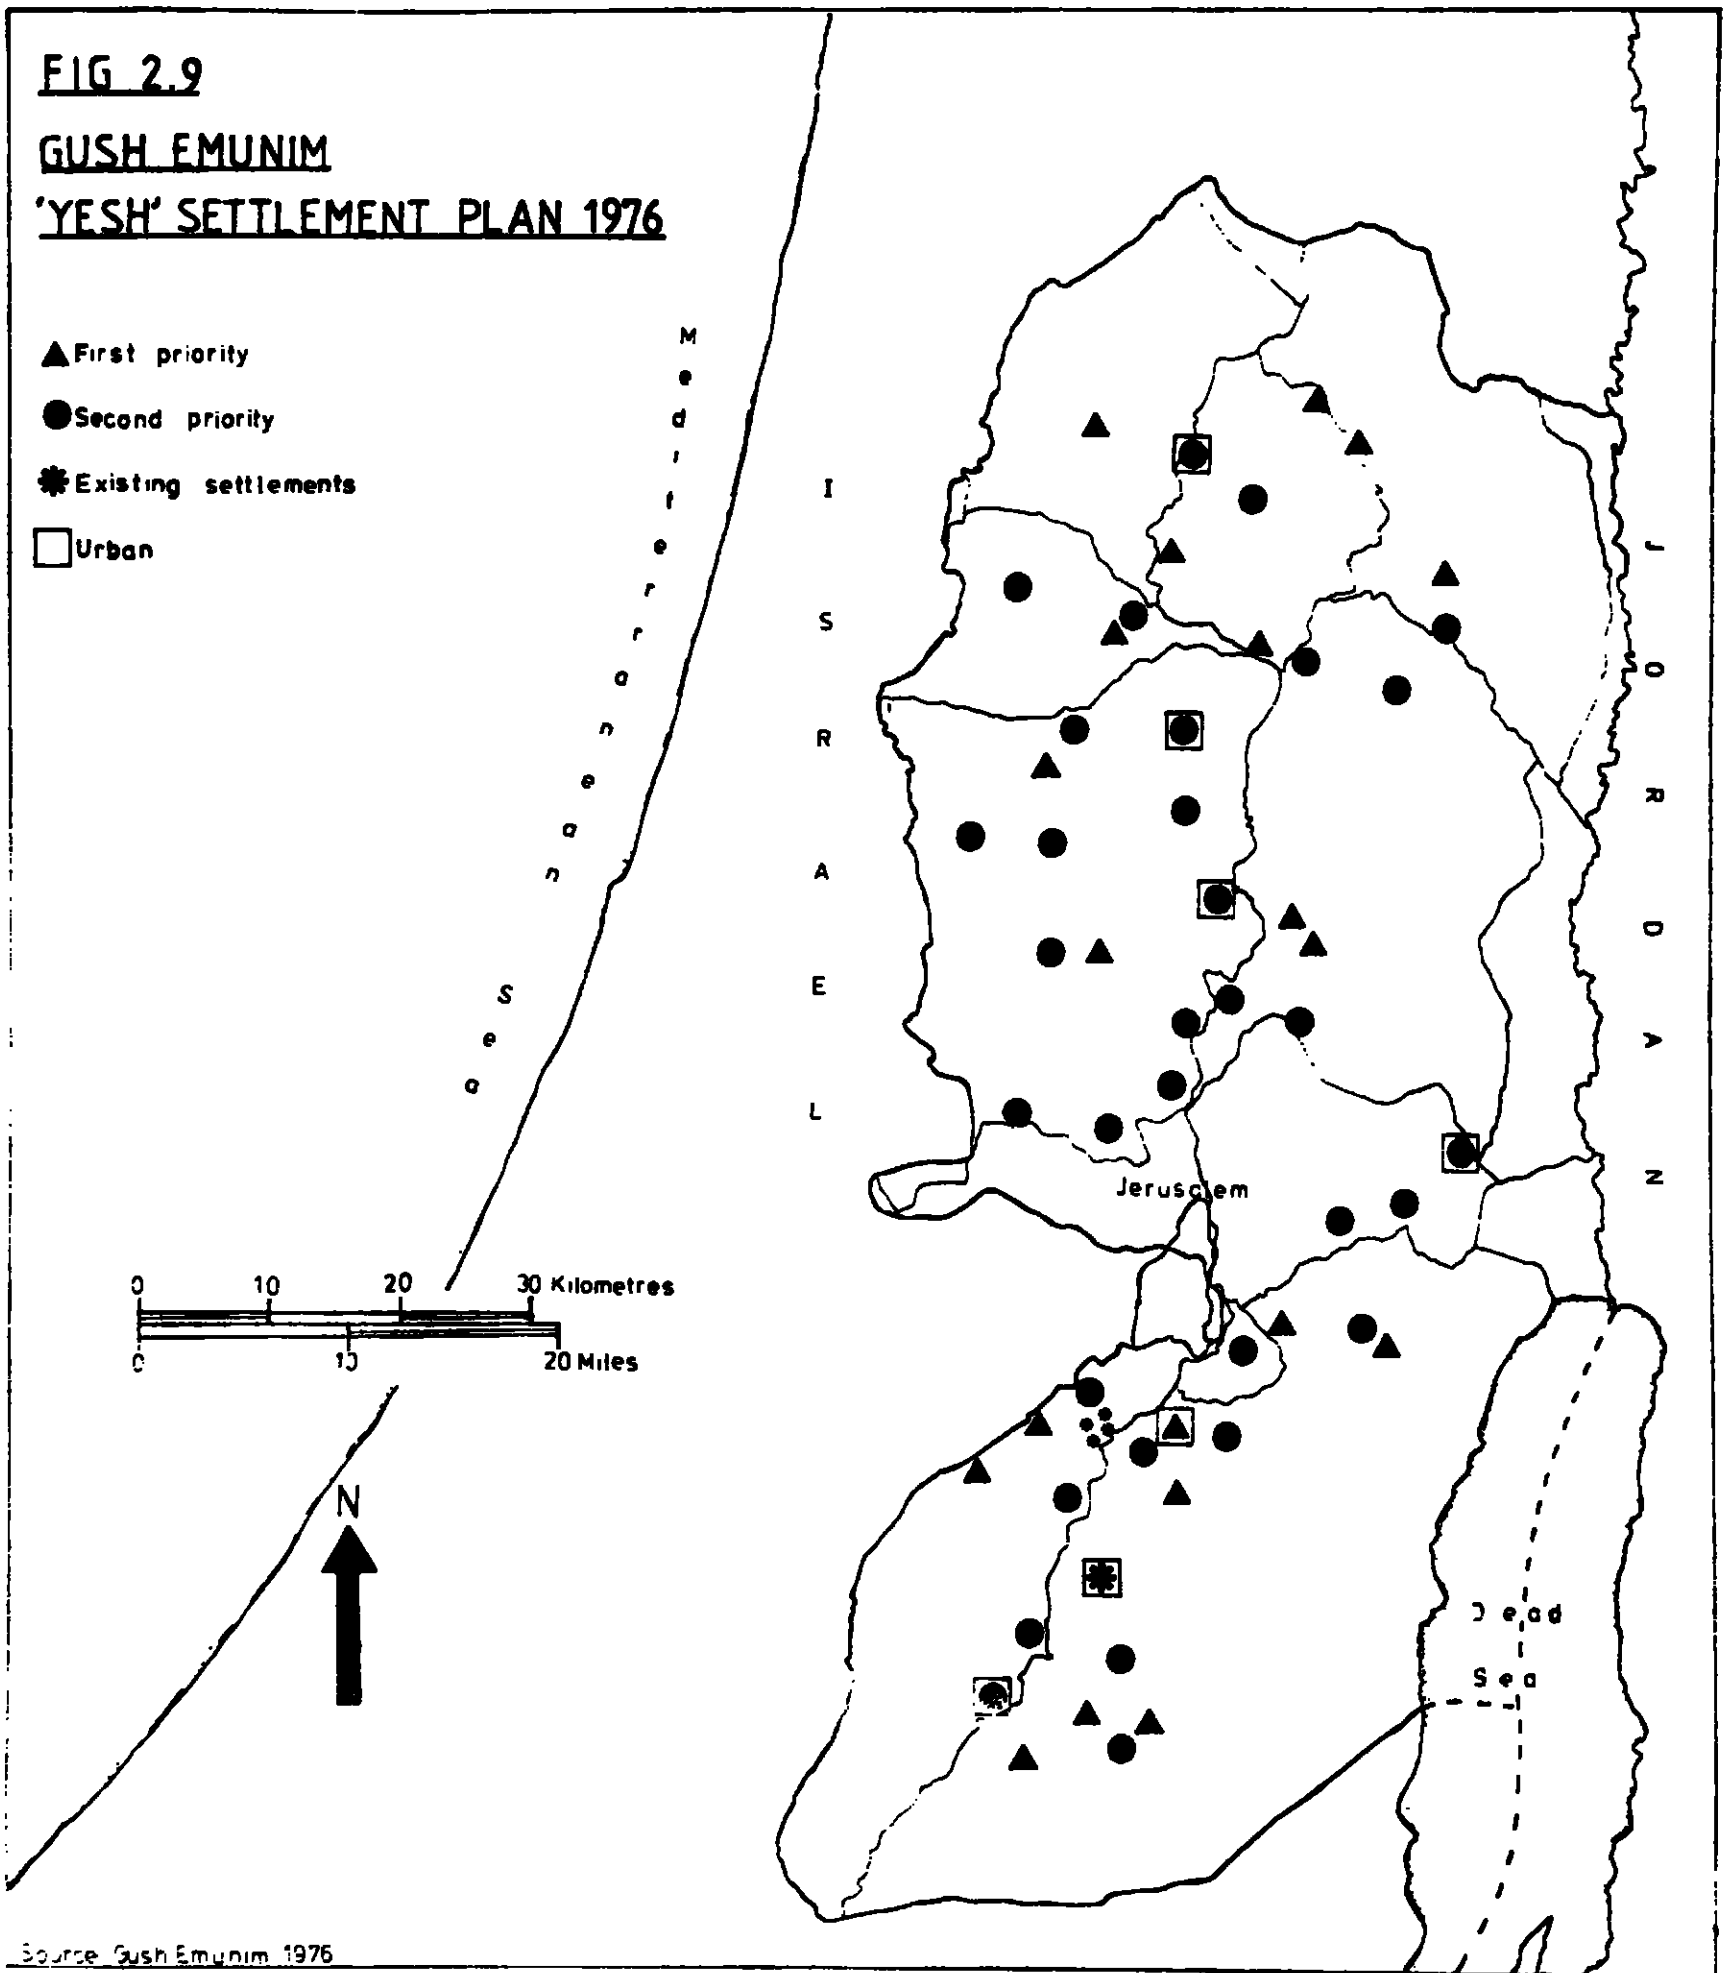 FIG 2.9
GUSH EMUNIM
'YESH' SETTLEMENT PLAN 1976
First priority
Second priority
Existing settlements
Urban
Mediterranean
Sea
ISRAEL
JORDAN
Jerusalem
0 10 20 30 Kilometres
0 10 20 Miles
N
Dead
Sea
Source Gush Emunim 1976